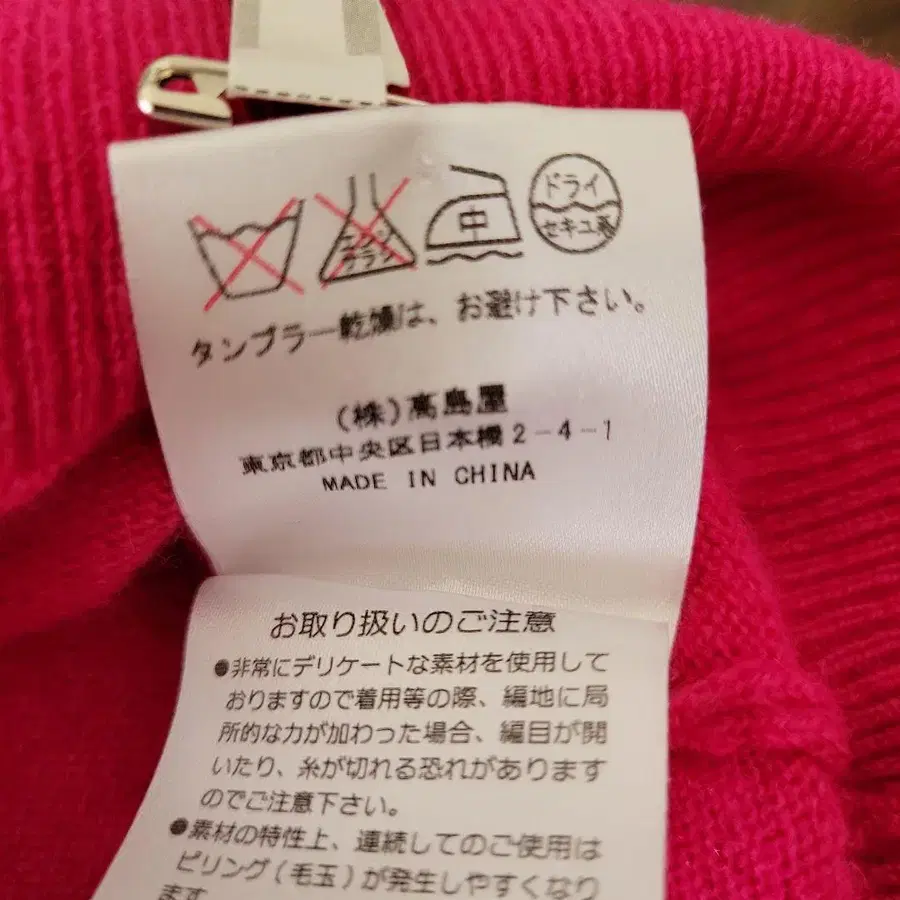 中
ドライ
セキユ系
タンブラー乾燥は、お避け下さい。
(株)高島屋
東京都中央区日本橋2-4-1
MADE IN CHINA
お取り扱いのご注意
●非常にデリケートな素材を使用して
おりますので着用等の際、編地に局
所的な力が加わった場合、編目が開
いたり、糸が切れる恐れがあります
のでご注意下さい。
●素材の特性上、連続してのご使用は
ピリング(毛玉)が発生しやすくなり
ます